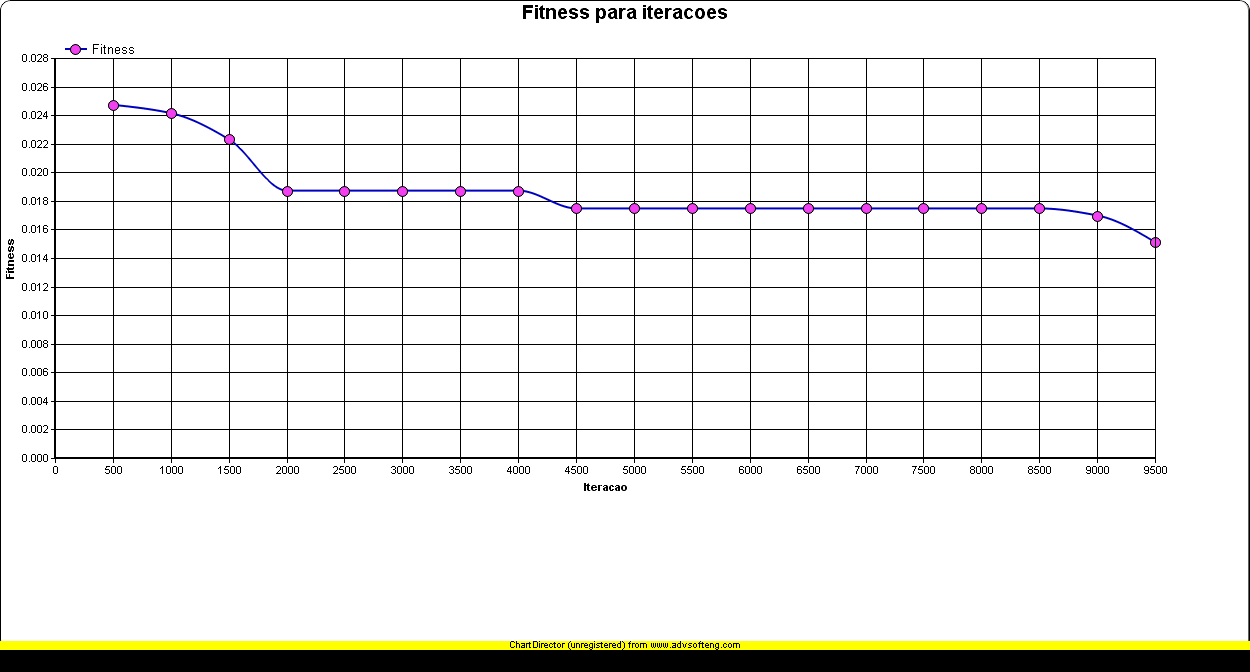 Fitness para iteracoes
Fitness
0.028
0.026
0.024
0.022
0.020
0.018
0.016
0.014
0.012
0.010
0.008
0.006
0.004
0.002
0.000
Fitness
0 500 1000 1500 2000 2500 3000 3500 4000 4500 5000 5500 6000 6500 7000 7500 8000 8500 9000 9500
Iteracao
ChartDirector (unregistered) from www.advsofteng.com